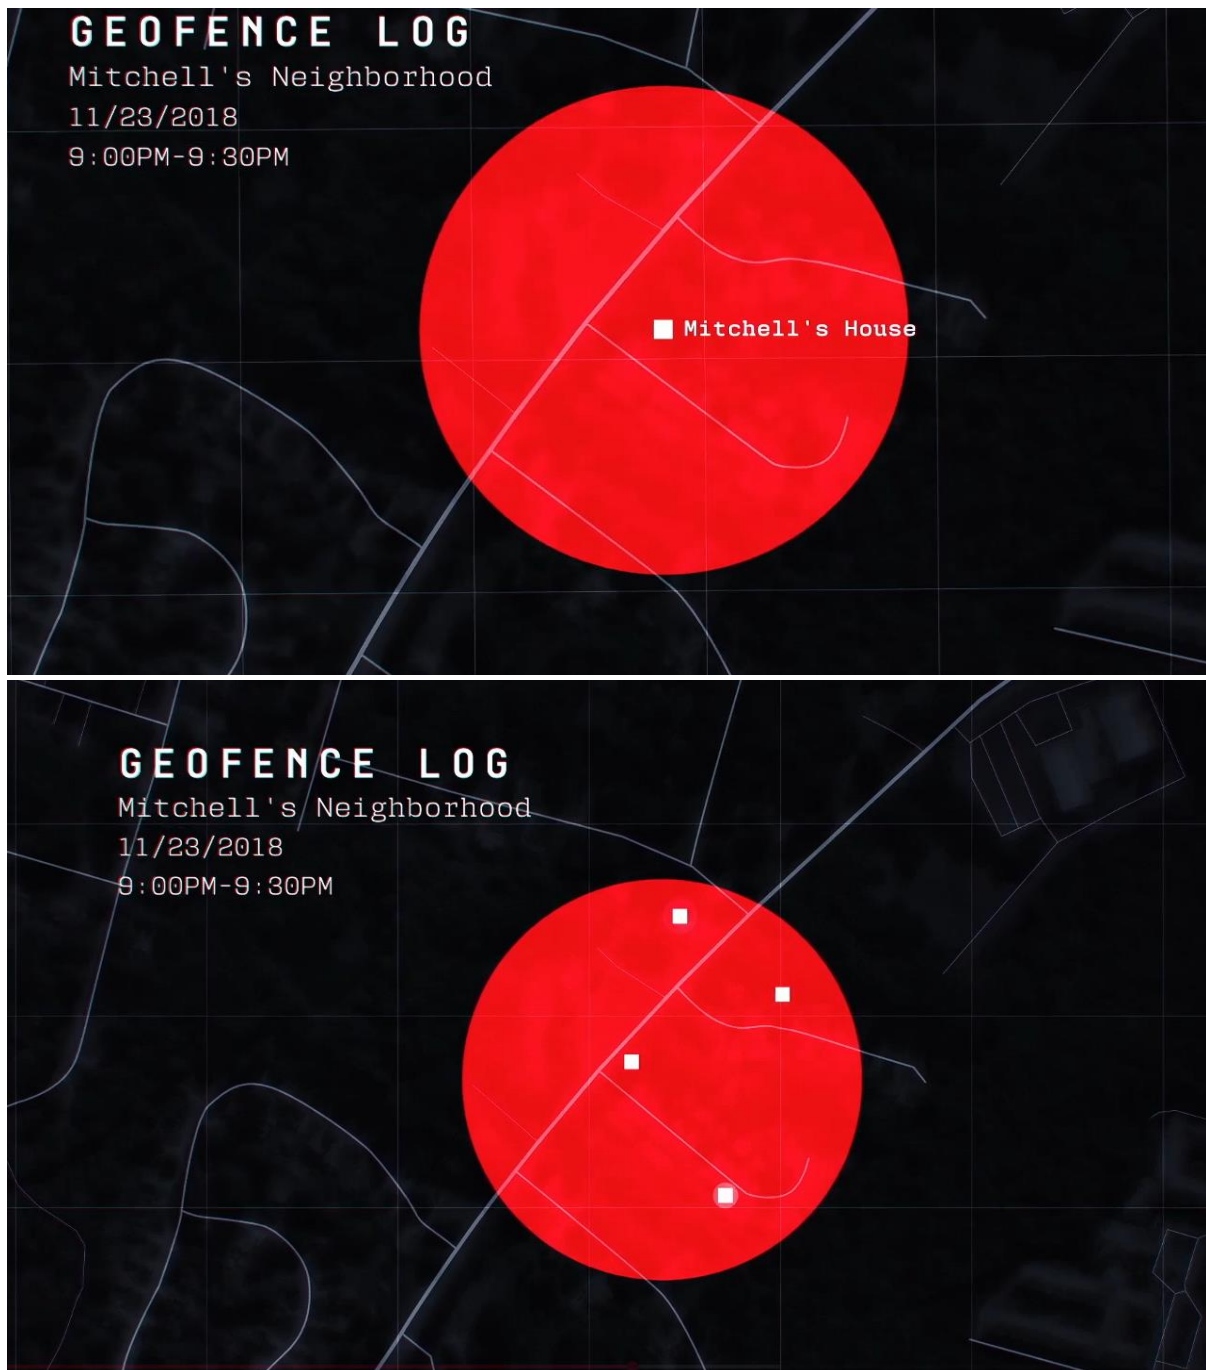 GEOFENCE LOG
Mitchell's Neighborhood
11/23/2018
9:00PM-9:30PM
Mitchell's House
GEOFENCE LOG
Mitchell's Neighborhood
11/23/2018
9:00PM-9:30PM